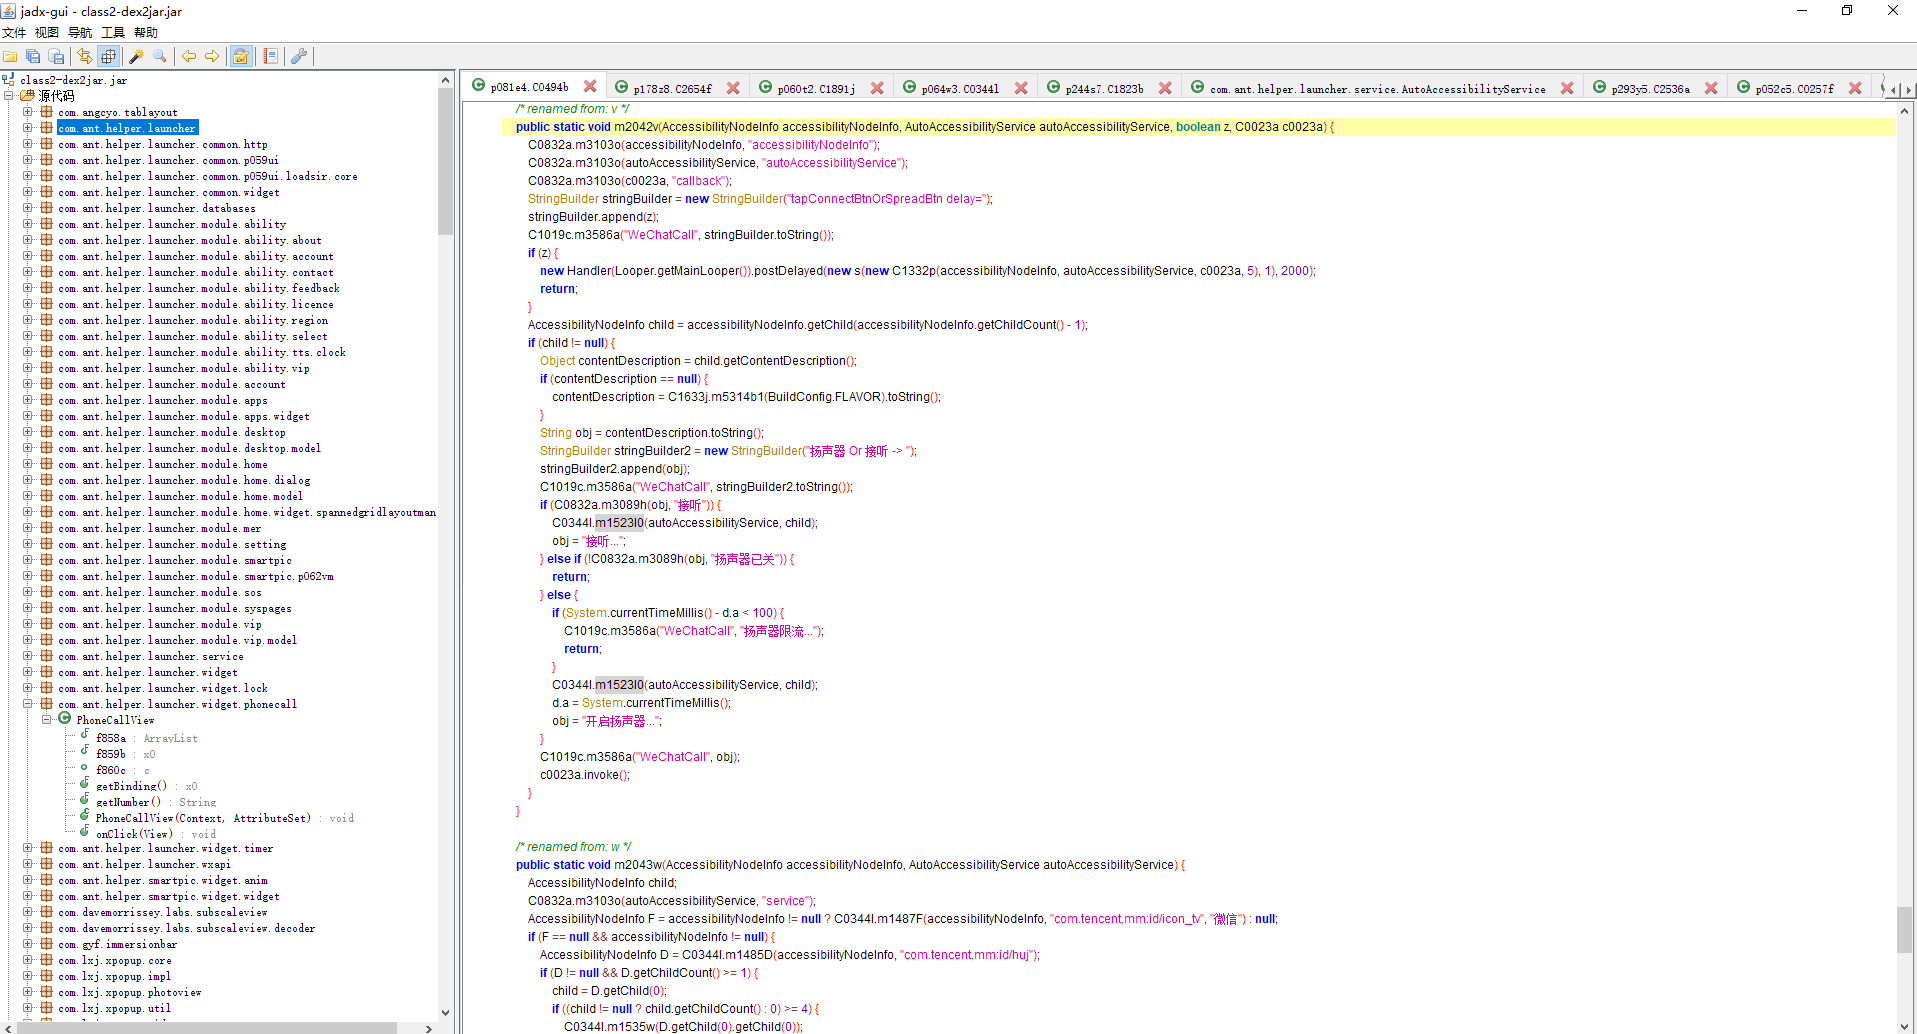 jadx-gui - class2-dex2jar.jar
文件 视图 导航 工具 帮助
class2-dex2jar.jar
源代码
com.angcyo.tablayout
com.ant.helper.launcher
com.ant.helper.launcher.common.http
com.ant.helper.launcher.common.p059ui
com.ant.helper.launcher.common.p059ui.loadsir.core
com.ant.helper.launcher.common.widget
com.ant.helper.launcher.databases
com.ant.helper.launcher.module.ability
com.ant.helper.launcher.module.ability.about
com.ant.helper.launcher.module.ability.account
com.ant.helper.launcher.module.ability.contact
com.ant.helper.launcher.module.ability.feedback
com.ant.helper.launcher.module.ability.licence
com.ant.helper.launcher.module.ability.region
com.ant.helper.launcher.module.ability.select
com.ant.helper.launcher.module.ability.tts.clock
com.ant.helper.launcher.module.ability.vip
com.ant.helper.launcher.module.account
com.ant.helper.launcher.module.apps
com.ant.helper.launcher.module.apps.widget
com.ant.helper.launcher.module.desktop
com.ant.helper.launcher.module.desktop.model
com.ant.helper.launcher.module.home
com.ant.helper.launcher.module.home.dialog
com.ant.helper.launcher.module.home.model
com.ant.helper.launcher.module.home.widget.spannedgridlayoutman
com.ant.helper.launcher.module.mer
com.ant.helper.launcher.module.setting
com.ant.helper.launcher.module.smartpic
com.ant.helper.launcher.module.smartpic.p062vm
com.ant.helper.launcher.module.sos
com.ant.helper.launcher.module.syspages
com.ant.helper.launcher.module.vip
com.ant.helper.launcher.module.vip.model
com.ant.helper.launcher.service
com.ant.helper.launcher.widget
com.ant.helper.launcher.widget.lock
com.ant.helper.launcher.widget.phonecall
PhoneCallView
f858a : ArrayList
f859b : x0
f860c : c
getBinding() : x0
getNumber() : String
PhoneCallView(Context, AttributeSet) : void
onClick(View) : void
com.ant.helper.launcher.widget.timer
com.ant.helper.launcher.wxapi
com.ant.helper.smartpic.widget.anim
com.ant.helper.smartpic.widget.widget
com.davemorrissey.labs.subscaleview
com.davemorrissey.labs.subscaleview.decoder
com.gyf.immersionbar
com.lxj.xpopup.core
com.lxj.xpopup.impl
com.lxj.xpopup.photoview
com.lxj.xpopup.util
p081e4.C0494b p178z8.C2654f p060t2.C1891j p064w3.C0344l p244s7.C1823b com.ant.helper.launcher.service.AutoAccessibilityService p293y5.C2536a p052c5.C0257f
/* renamed from: v */
public static void m2042v(AccessibilityNodeInfo accessibilityNodeInfo, AutoAccessibilityService autoAccessibilityService, boolean z, C0023a c0023a) {
C0832a.m3103o(accessibilityNodeInfo, "accessibilityNodeInfo");
C0832a.m3103o(autoAccessibilityService, "autoAccessibilityService");
C0832a.m3103o(c0023a, "callback");
StringBuilder stringBuilder = new StringBuilder("tapConnectBtnOrSpreadBtn delay=");
stringBuilder.append(z);
C1019c.m3586a("WeChatCall", stringBuilder.toString());
if (z) {
new Handler(Looper.getMainLooper()).postDelayed(new s(new C1332p(accessibilityNodeInfo, autoAccessibilityService, c0023a, 5), 1), 2000);
return;
}
AccessibilityNodeInfo child = accessibilityNodeInfo.getChild(accessibilityNodeInfo.getChildCount() - 1);
if (child != null) {
Object contentDescription = child.getContentDescription();
if (contentDescription == null) {
contentDescription = C1633j.m5314b1(BuildConfig.FLAVOR).toString();
}
String obj = contentDescription.toString();
StringBuilder stringBuilder2 = new StringBuilder("扬声器 Or 接听 -> ");
stringBuilder2.append(obj);
C1019c.m3586a("WeChatCall", stringBuilder2.toString());
if (C0832a.m3089h(obj, "接听")) {
C0344l.m1523l0(autoAccessibilityService, child);
obj = "接听...";
} else if (!C0832a.m3089h(obj, "扬声器已关")) {
return;
} else {
if (System.currentTimeMillis() - d.a < 100) {
C1019c.m3586a("WeChatCall", "扬声器限流...");
return;
}
C0344l.m1523l0(autoAccessibilityService, child);
d.a = System.currentTimeMillis();
obj = "开启扬声器...";
}
C1019c.m3586a("WeChatCall", obj);
c0023a.invoke();
}
}
/* renamed from: w */
public static void m2043w(AccessibilityNodeInfo accessibilityNodeInfo, AutoAccessibilityService autoAccessibilityService) {
AccessibilityNodeInfo child;
C0832a.m3103o(autoAccessibilityService, "service");
AccessibilityNodeInfo F = accessibilityNodeInfo != null ? C0344l.m1487F(accessibilityNodeInfo, "com.tencent.mm:id/icon_tv", "微信") : null;
if (F == null && accessibilityNodeInfo != null) {
AccessibilityNodeInfo D = C0344l.m1485D(accessibilityNodeInfo, "com.tencent.mm:id/huj");
if (D != null && D.getChildCount() >= 1) {
child = D.getChild(0);
if ((child != null ? child.getChildCount() : 0) >= 4) {
C0344l.m1535w(D.getChild(0).getChild(0));